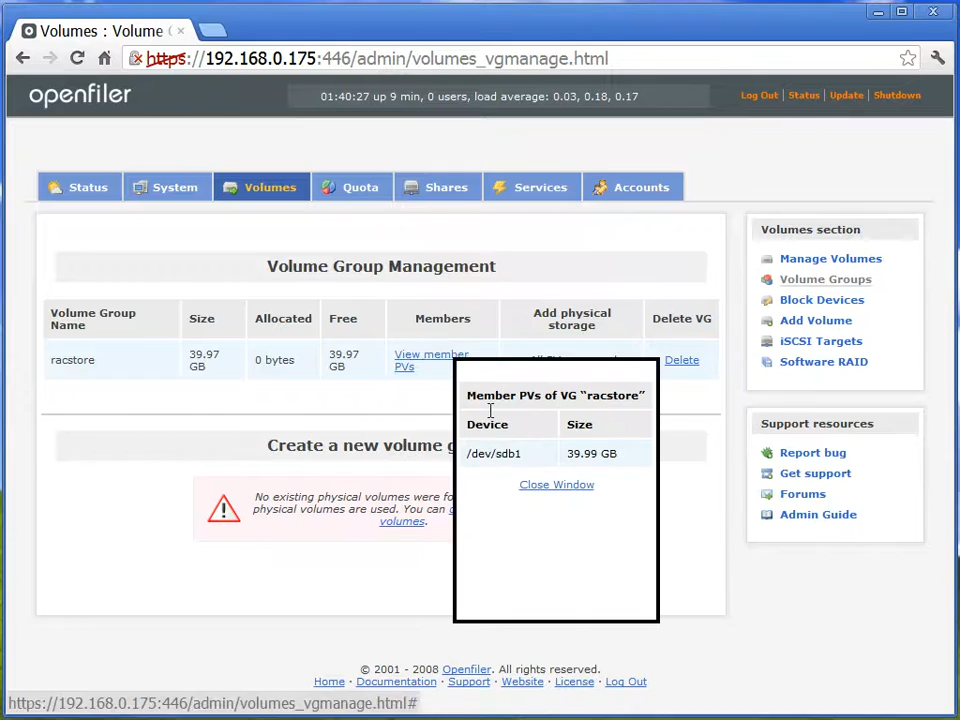 Volumes : Volume
https://192.168.0.175:446/admin/volumes_vgmanage.html
openfiler
01:40:27 up 9 min, 0 users, load average: 0.03, 0.18, 0.17
Log Out | Status | Update | Shutdown
Status
System
Volumes
Quota
Shares
Services
Accounts
Volume Group Management
Volume Group Name
Size
Allocated
Free
Members
Add physical storage
Delete VG
racstore
39.97 GB
0 bytes
39.97 GB
View member PVs
Delete
Member PVs of VG "racstore"
Device
Size
/dev/sdb1
39.99 GB
Close Window
Create a new volume
No existing physical volumes were
physical volumes are used. You can
volumes.
Volumes section
Manage Volumes
Volume Groups
Block Devices
Add Volume
iSCSI Targets
Software RAID
Support resources
Report bug
Get support
Forums
Admin Guide
© 2001 - 2008 Openfiler. All rights reserved.
Home · Documentation · Support · Website · License · Log Out
https://192.168.0.175:446/admin/volumes_vgmanage.html#